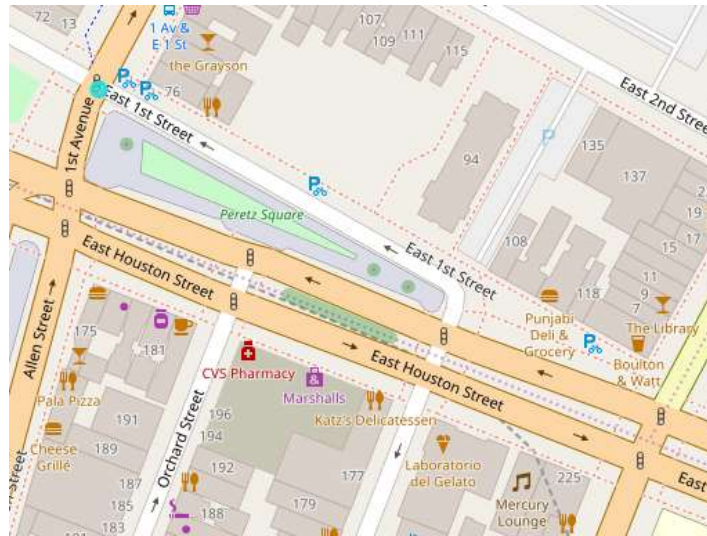 72
13
1 Av &
E 1 St
107
109
111
115
the Grayson
76
1st Avenue
East 1st Street
East 2nd Street
94
135
137
19
17
15
11
9
7
Peretz Square
East 1st Street
108
118
Punjabi
Deli &
Grocery
The Library
Boulton
& Watt
East Houston Street
Allen Street
175
181
Pala Pizza
Cheese
Grillé
191
189
187
185
183
Orchard Street
CVS Pharmacy
Marshalls
East Houston Street
Katz's Delicatessen
196
194
192
188
177
179
Laboratorio
del Gelato
Mercury
Lounge
225
East
Street